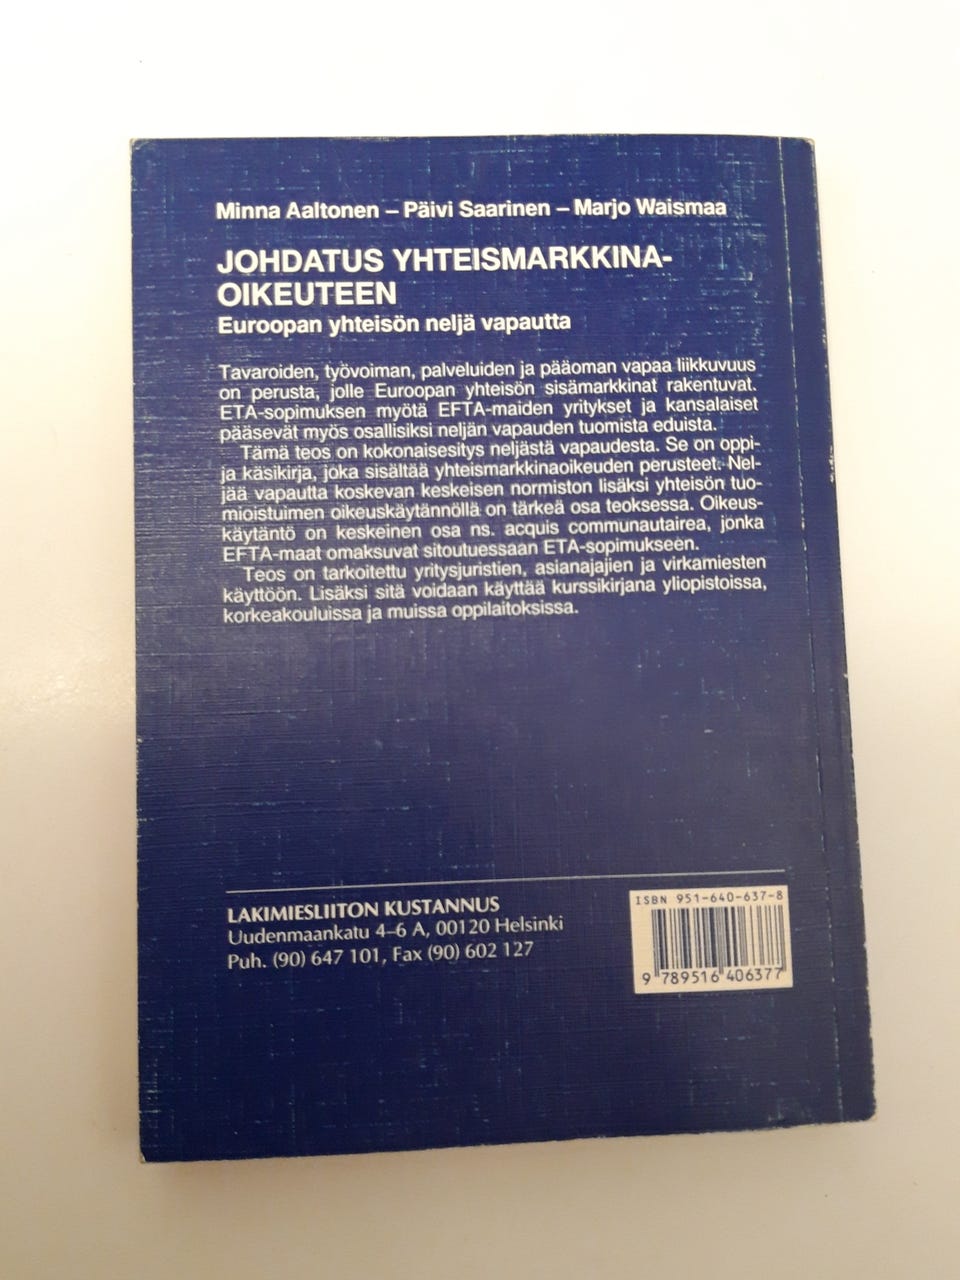 Minna Aaltonen – Päivi Saarinen – Marjo Waismaa
JOHDATUS YHTEISMARKKINA-
OIKEUTEEN
Euroopan yhteisön neljä vapautta
Tavaroiden, työvoiman, palveluiden ja pääoman vapaa liikkuvuus
on perusta, jolle Euroopan yhteisön sisämarkkinat rakentuvat.
ETA-sopimuksen myötä EFTA-maiden yritykset ja kansalaiset
pääsevät myös osallisiksi neljän vapauden tuomista eduista.
Tämä teos on kokonaisesitys neljästä vapaudesta. Se on oppi-
ja käsikirja, joka sisältää yhteismarkkinaoikeuden perusteet. Nel-
jää vapautta koskevan keskeisen normiston lisäksi yhteisön tuo-
mioistuimen oikeuskäytännöllä on tärkeä osa teoksessa. Oikeus-
käytäntö on keskeinen osa ns. acquis communautairea, jonka
EFTA-maat omaksuvat sitoutuessaan ETA-sopimukseen.
Teos on tarkoitettu yritysjuristien, asianajajien ja virkamiesten
käyttöön. Lisäksi sitä voidaan käyttää kurssikirjana yliopistoissa,
korkeakouluissa ja muissa oppilaitoksissa.
LAKIMIESLIITON KUSTANNUS
Uudenmaankatu 4–6 A, 00120 Helsinki
Puh. (90) 647 101, Fax (90) 602 127
ISBN 951-640-637-8
9 789516 406377